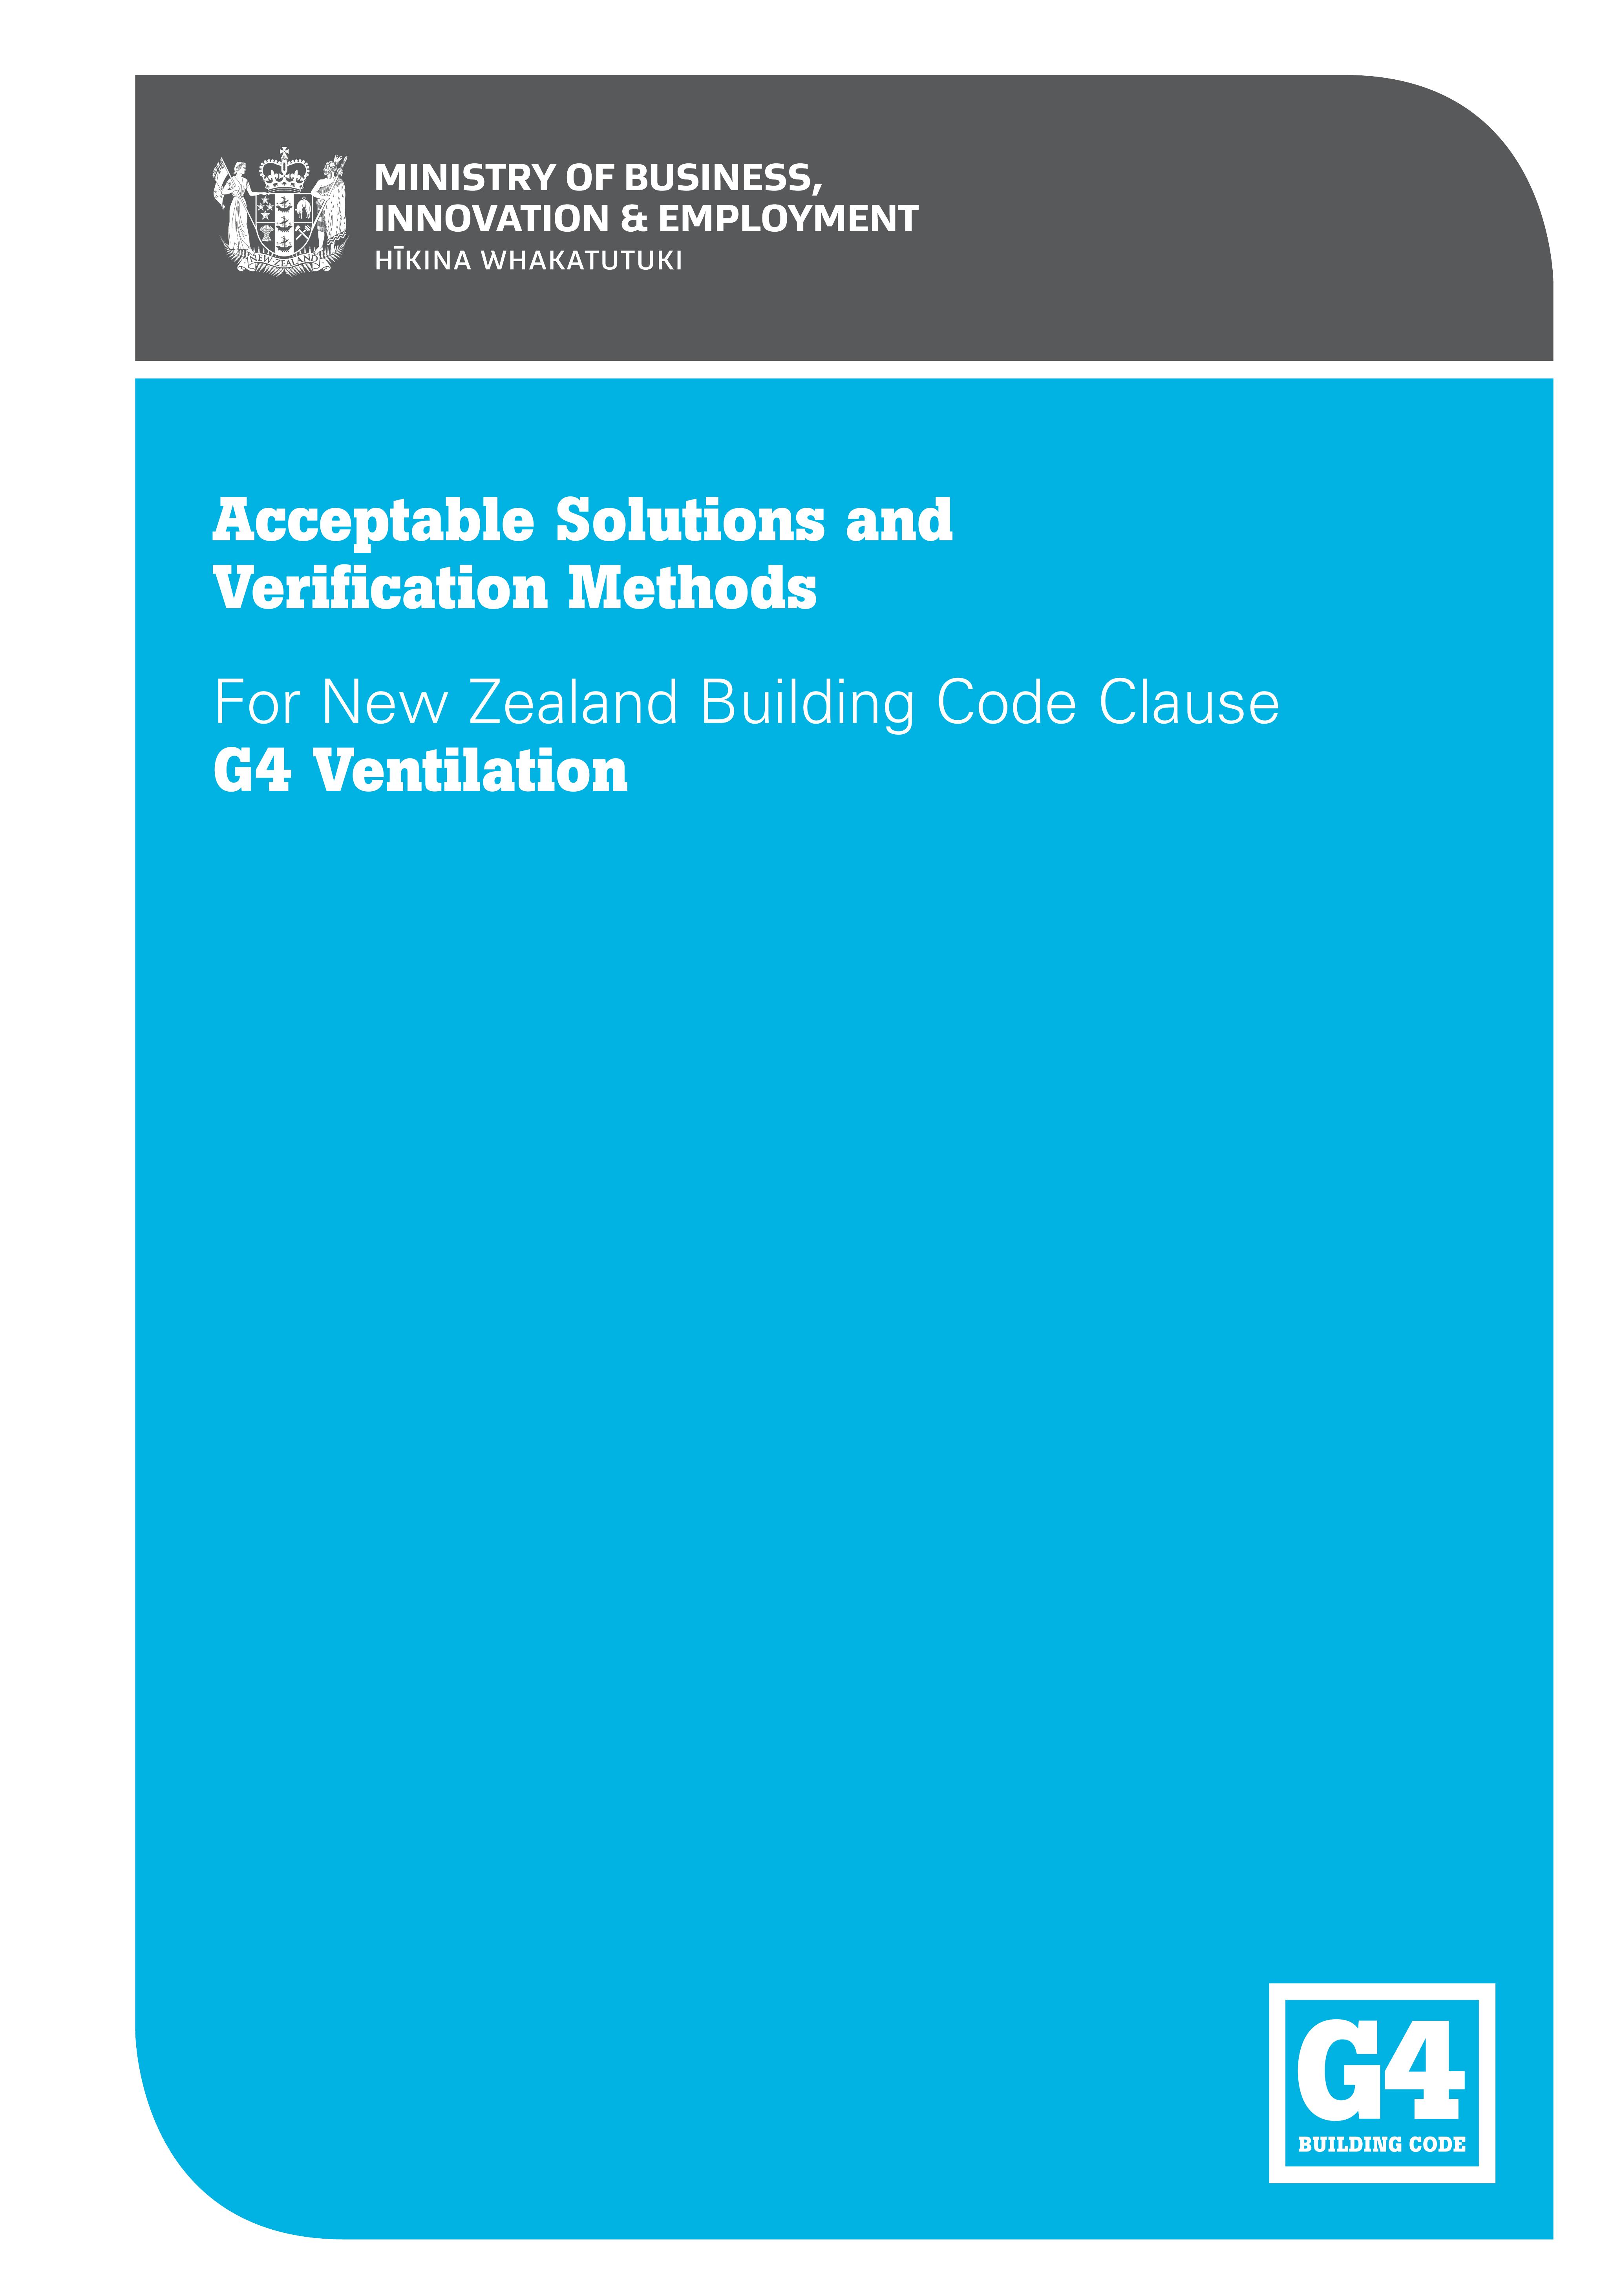 NEW ZEALAND
MINISTRY OF BUSINESS,
INNOVATION & EMPLOYMENT
HĪKINA WHAKATUTUKI
Acceptable Solutions and
Verification Methods
For New Zealand Building Code Clause
G4 Ventilation
G4
BUILDING CODE